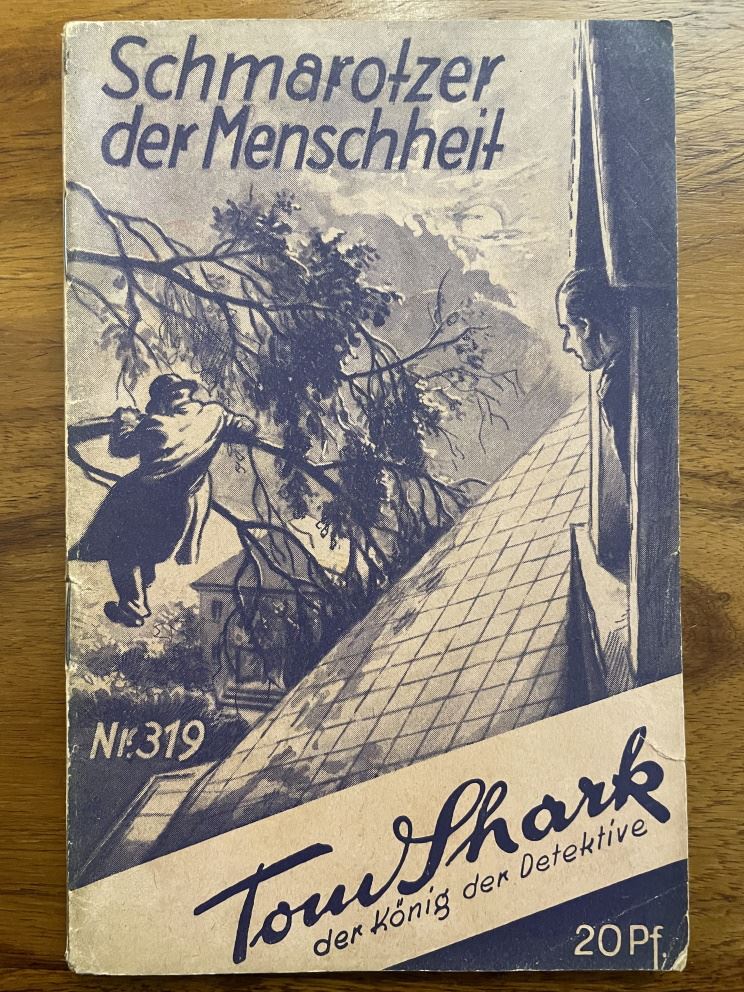 Schmarotzer
der Menschheit
Nr. 319
Tom Shark
der König der Detektive
20 Pf.